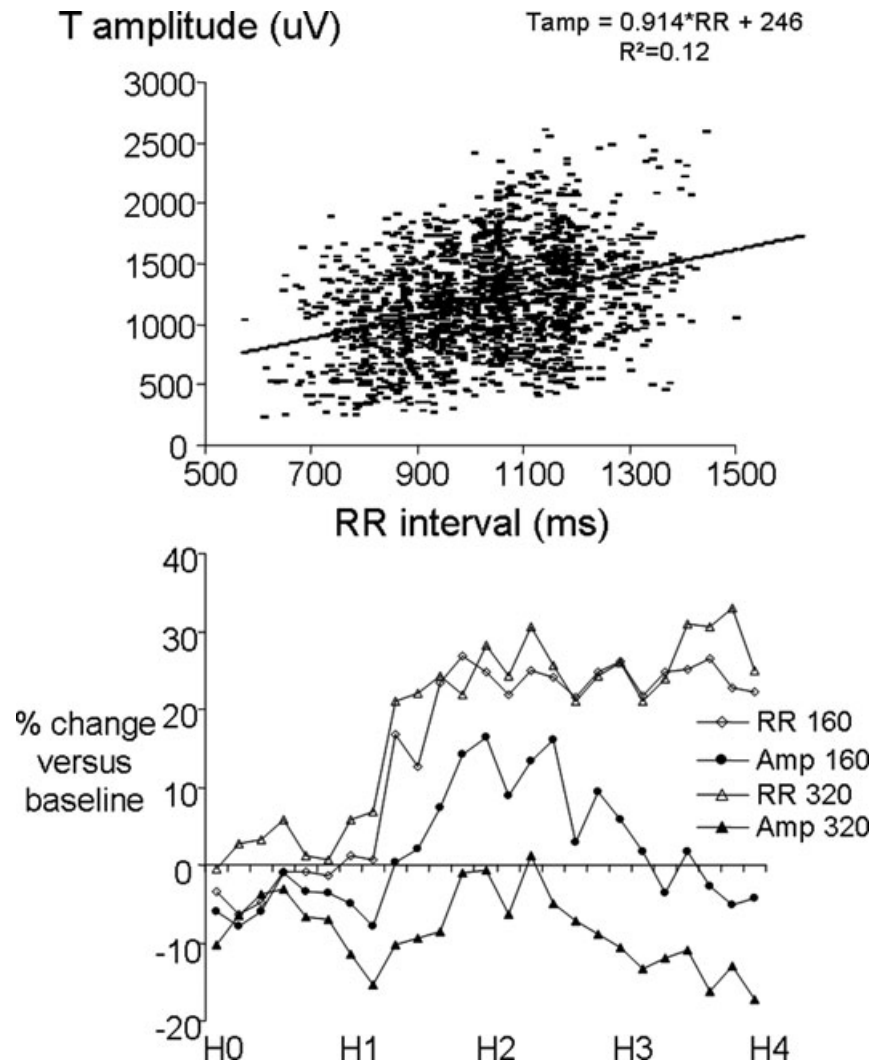 T amplitude (uV)
Tamp = 0.914*RR + 246
R²=0.12
3000
2500
2000
1500
1000
500
0
500 700 900 1100 1300 1500
RR interval (ms)
40
30
20
10
0
-10
-20
% change
versus
baseline
RR 160
Amp 160
RR 320
Amp 320
H0 H1 H2 H3 H4